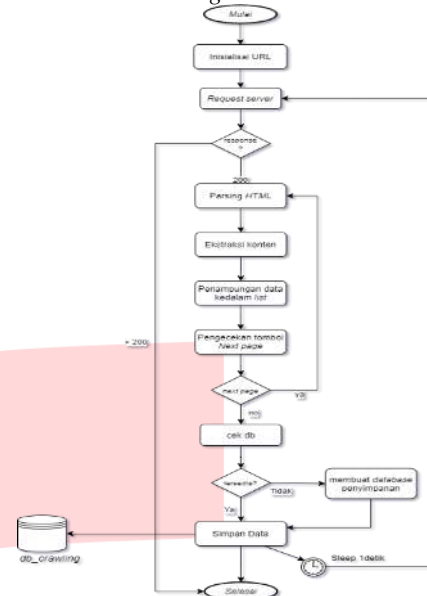 Mulai
Inisialisai URL
Request server
response
200
Parsing HTML
Ekstraksi konten
Penampungan data
kedalam list
Pengecekan tombol
Next page
200
next page
ya
cek db
tersedia?
Tidak
membuat database
penyimpanan
Ya
Simpan Data
db_crawling
Sleep 1detik
Selesai